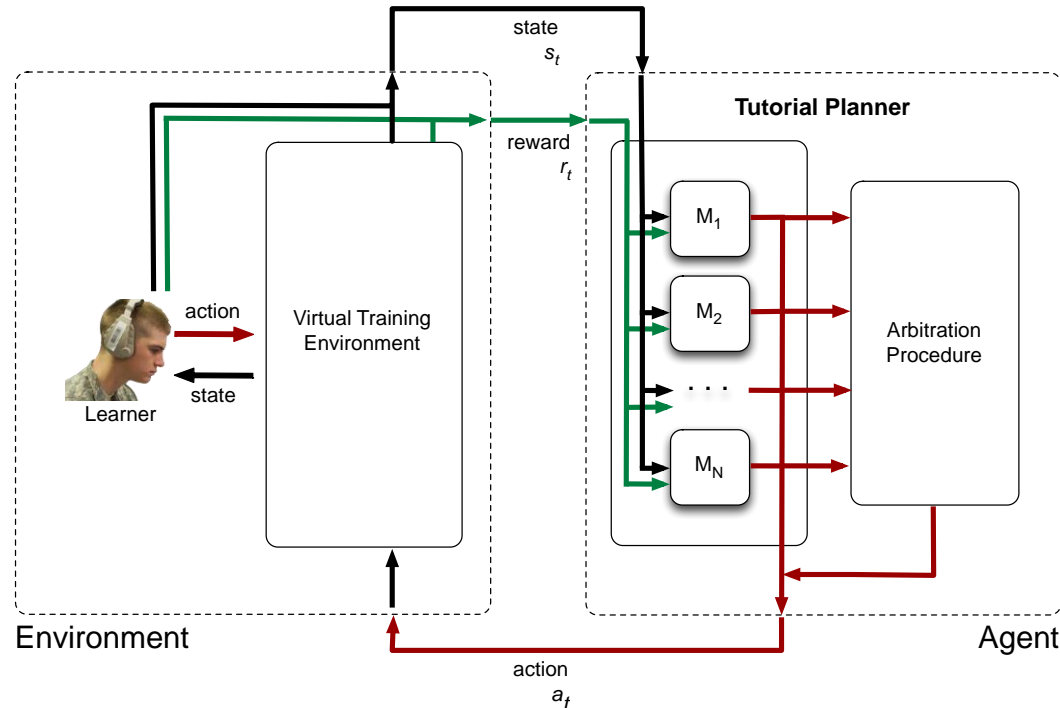 state
s_t
Tutorial Planner
reward
r_t
M_1
action
M_2
Virtual Training
Environment
Arbitration
Procedure
state
. . .
Learner
M_N
Environment
Agent
action
a_t